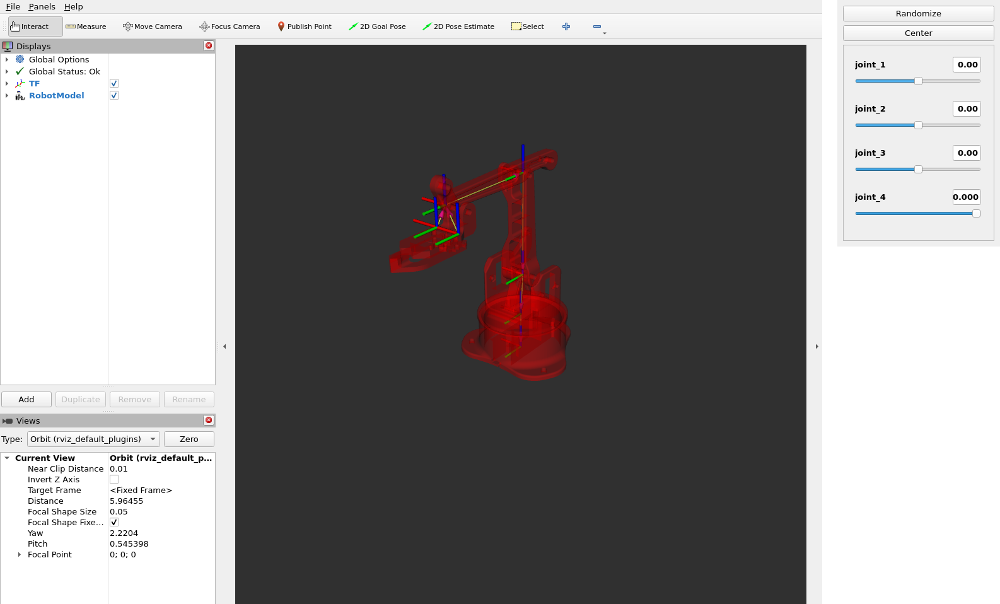 File Panels Help
Interact Measure Move Camera Focus Camera Publish Point 2D Goal Pose 2D Pose Estimate Select
Displays
Global Options
Global Status: Ok
TF
RobotModel
Add Duplicate Remove Rename
Views
Type: Orbit (rviz_default_plugins) Zero
Current View Orbit (rviz_default_p...
Near Clip Distance 0.01
Invert Z Axis
Target Frame <Fixed Frame>
Distance 5.96455
Focal Shape Size 0.05
Focal Shape Fixe...
Yaw 2.2204
Pitch 0.545398
Focal Point 0; 0; 0
Randomize
Center
joint_1 0.00
joint_2 0.00
joint_3 0.00
joint_4 0.000